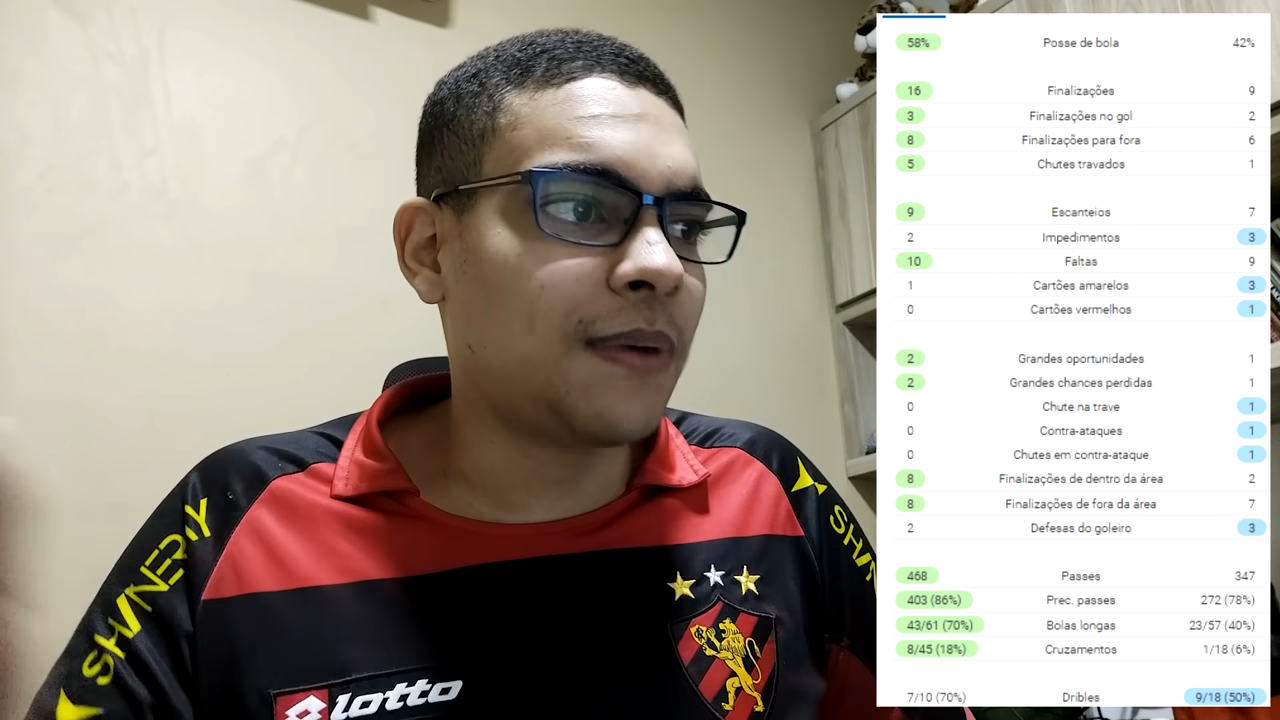 58% Posse de bola 42%
16 Finalizações 9
3 Finalizações no gol 2
8 Finalizações para fora 6
5 Chutes travados 1
9 Escanteios 7
2 Impedimentos 3
10 Faltas 9
1 Cartões amarelos 3
0 Cartões vermelhos 1
2 Grandes oportunidades 1
2 Grandes chances perdidas 1
0 Chute na trave 1
0 Contra-ataques 1
0 Chutes em contra-ataque 1
8 Finalizações de dentro da área 2
8 Finalizações de fora da área 7
2 Defesas do goleiro 3
468 Passes 347
403 (86%) Prec. passes 272 (78%)
43/61 (70%) Bolas longas 23/57 (40%)
8/45 (18%) Cruzamentos 1/18 (6%)
7/10 (70%) Dribles 9/18 (50%)
SHINERAY
lotto